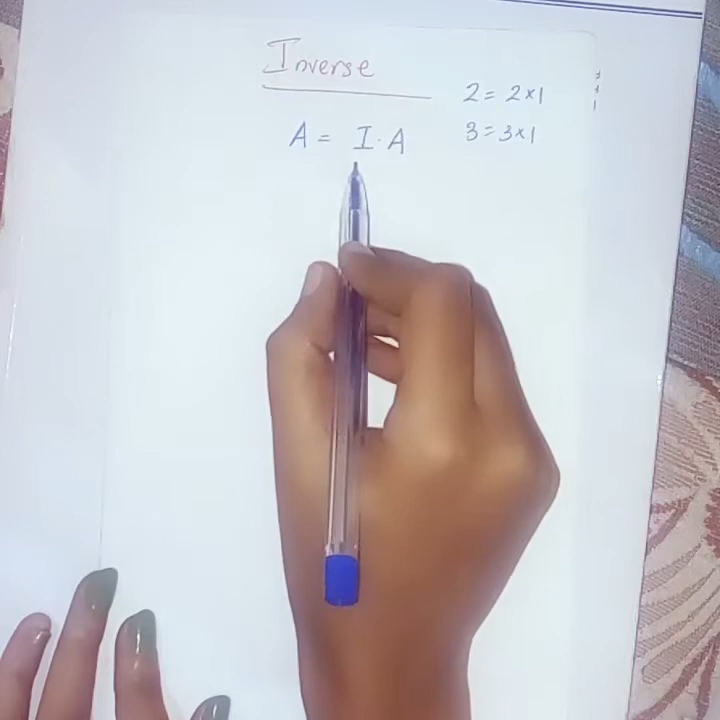 Inverse
A = I · A
2 = 2×1
3 = 3×1